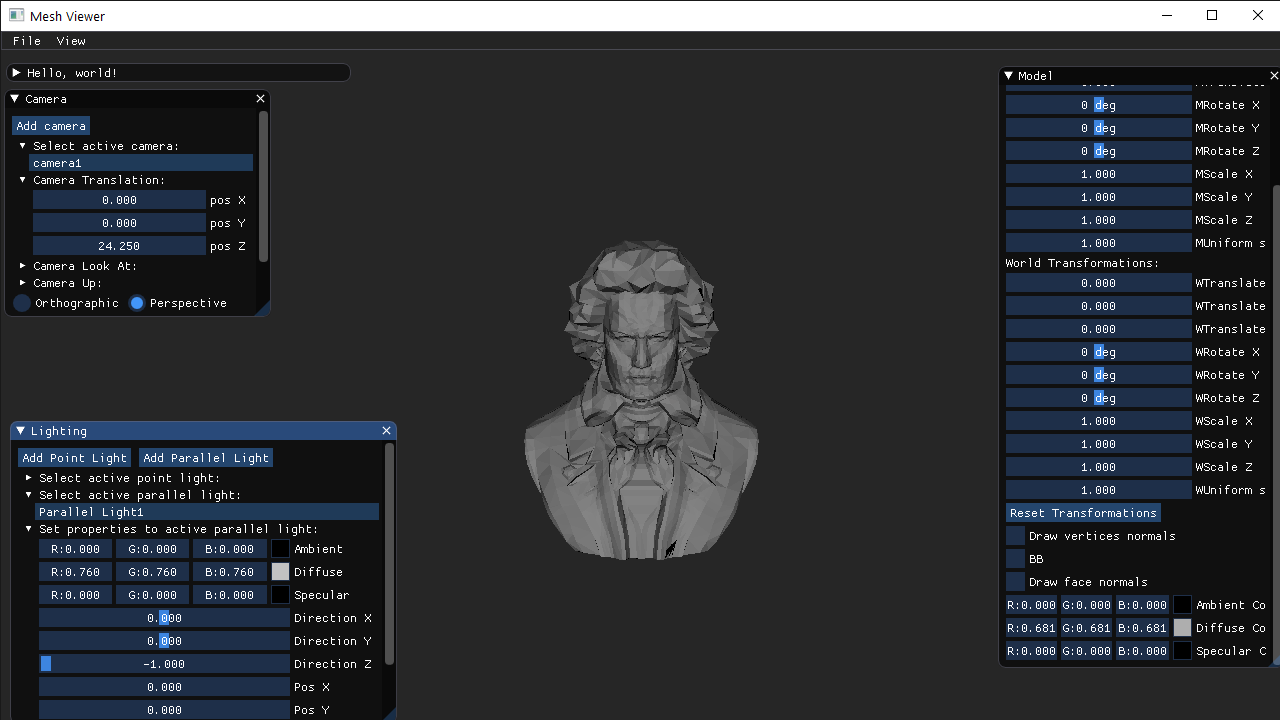 Mesh Viewer
File View
Hello, world!
Camera
Add camera
Select active camera:
camera1
Camera Translation:
0.000 pos X
0.000 pos Y
24.250 pos Z
Camera Look At:
Camera Up:
Orthographic Perspective
Lighting
Add Point Light Add Parallel Light
Select active point light:
Select active parallel light:
Parallel Light1
Set properties to active parallel light:
R:0.000 G:0.000 B:0.000 Ambient
R:0.760 G:0.760 B:0.760 Diffuse
R:0.000 G:0.000 B:0.000 Specular
0.000 Direction X
0.000 Direction Y
-1.000 Direction Z
0.000 Pos X
0.000 Pos Y
Model
0 deg MRotate X
0 deg MRotate Y
0 deg MRotate Z
1.000 MScale X
1.000 MScale Y
1.000 MScale Z
1.000 MUniform s
World Transformations:
0.000 WTranslate
0.000 WTranslate
0.000 WTranslate
0 deg WRotate X
0 deg WRotate Y
0 deg WRotate Z
1.000 WScale X
1.000 WScale Y
1.000 WScale Z
1.000 WUniform s
Reset Transformations
Draw vertices normals
BB
Draw face normals
R:0.000 G:0.000 B:0.000 Ambient Co
R:0.681 G:0.681 B:0.681 Diffuse Co
R:0.000 G:0.000 B:0.000 Specular C